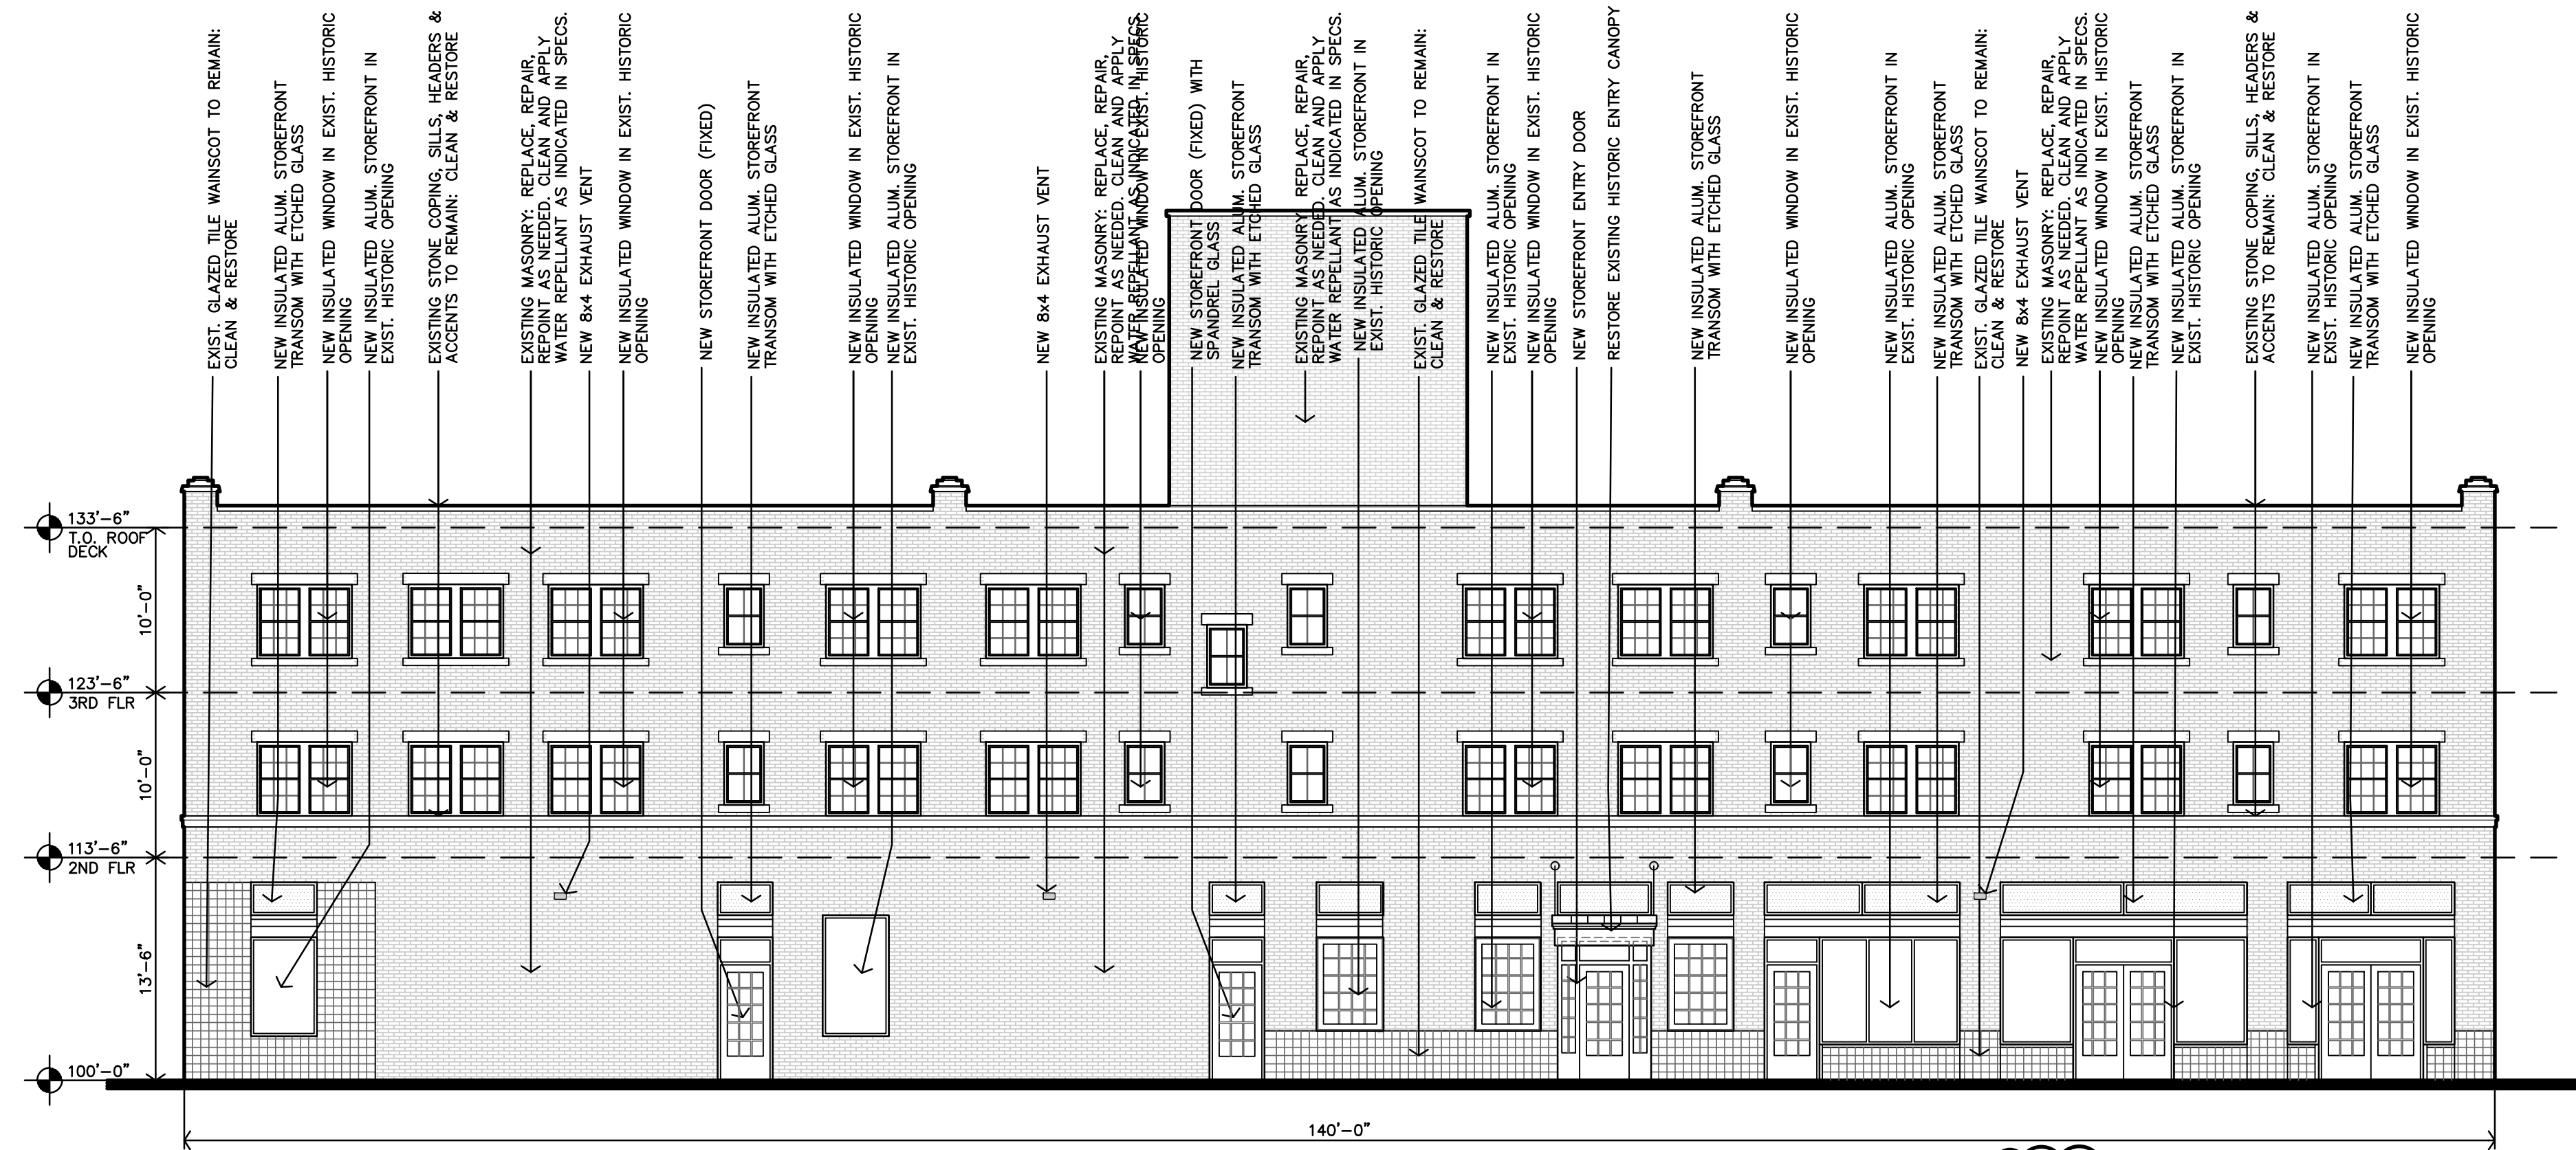 EXIST. GLAZED TILE WAINSCOT TO REMAIN:
CLEAN & RESTORE
NEW INSULATED ALUM. STOREFRONT
TRANSOM WITH ETCHED GLASS
NEW INSULATED WINDOW IN EXIST. HISTORIC
OPENING
NEW INSULATED ALUM. STOREFRONT IN
EXIST. HISTORIC OPENING
EXISTING STONE COPING, SILLS, HEADERS &
ACCENTS TO REMAIN: CLEAN & RESTORE
EXISTING MASONRY: REPLACE, REPAIR,
REPOINT AS NEEDED. CLEAN AND APPLY
WATER REPELLANT AS INDICATED IN SPECS.
NEW 8x4 EXHAUST VENT
NEW INSULATED WINDOW IN EXIST. HISTORIC
OPENING
NEW STOREFRONT DOOR (FIXED)
NEW INSULATED ALUM. STOREFRONT
TRANSOM WITH ETCHED GLASS
NEW INSULATED WINDOW IN EXIST. HISTORIC
OPENING
NEW INSULATED ALUM. STOREFRONT IN
EXIST. HISTORIC OPENING
NEW 8x4 EXHAUST VENT
EXISTING MASONRY: REPLACE, REPAIR,
REPOINT AS NEEDED. CLEAN AND APPLY
WATER REPELLANT AS INDICATED IN SPECS.
NEW INSULATED WINDOW IN EXIST. HISTORIC
OPENING
NEW STOREFRONT DOOR (FIXED) WITH
SPANDREL GLASS
NEW INSULATED ALUM. STOREFRONT
TRANSOM WITH ETCHED GLASS
EXISTING MASONRY: REPLACE, REPAIR,
REPOINT AS NEEDED. CLEAN AND APPLY
WATER REPELLANT AS INDICATED IN SPECS.
NEW INSULATED ALUM. STOREFRONT IN
EXIST. HISTORIC OPENING
EXIST. GLAZED TILE WAINSCOT TO REMAIN:
CLEAN & RESTORE
NEW INSULATED ALUM. STOREFRONT IN
EXIST. HISTORIC OPENING
NEW INSULATED WINDOW IN EXIST. HISTORIC
OPENING
NEW STOREFRONT ENTRY DOOR
RESTORE EXISTING HISTORIC ENTRY CANOPY
NEW INSULATED ALUM. STOREFRONT
TRANSOM WITH ETCHED GLASS
NEW INSULATED WINDOW IN EXIST. HISTORIC
OPENING
NEW INSULATED ALUM. STOREFRONT IN
EXIST. HISTORIC OPENING
NEW INSULATED ALUM. STOREFRONT
TRANSOM WITH ETCHED GLASS
EXIST. GLAZED TILE WAINSCOT TO REMAIN:
CLEAN & RESTORE
NEW 8x4 EXHAUST VENT
EXISTING MASONRY: REPLACE, REPAIR,
REPOINT AS NEEDED. CLEAN AND APPLY
WATER REPELLANT AS INDICATED IN SPECS.
NEW INSULATED WINDOW IN EXIST. HISTORIC
OPENING
NEW INSULATED ALUM. STOREFRONT
TRANSOM WITH ETCHED GLASS
NEW INSULATED ALUM. STOREFRONT IN
EXIST. HISTORIC OPENING
EXISTING STONE COPING, SILLS, HEADERS &
ACCENTS TO REMAIN: CLEAN & RESTORE
NEW INSULATED ALUM. STOREFRONT IN
EXIST. HISTORIC OPENING
NEW INSULATED ALUM. STOREFRONT
TRANSOM WITH ETCHED GLASS
NEW INSULATED WINDOW IN EXIST. HISTORIC
OPENING
133'-6"
T.O. ROOF
DECK
10'-0"
123'-6"
3RD FLR
10'-0"
113'-6"
2ND FLR
13'-6"
100'-0"
140'-0"